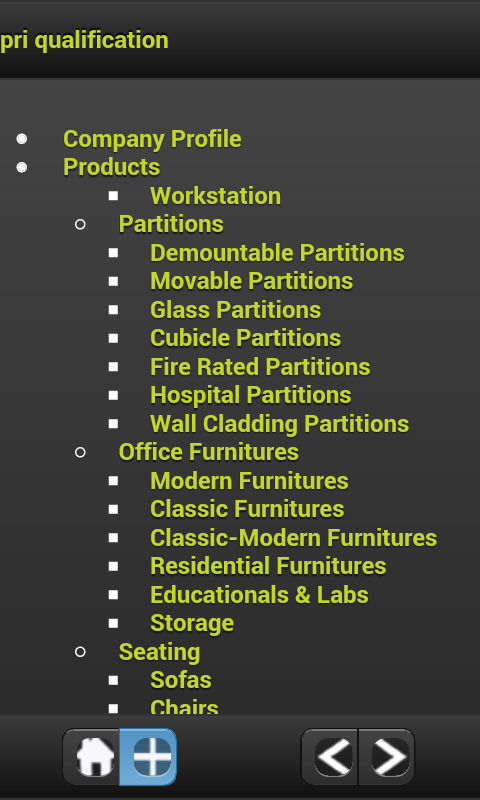 pri qualification
Company Profile
Products
Workstation
Partitions
Demountable Partitions
Movable Partitions
Glass Partitions
Cubicle Partitions
Fire Rated Partitions
Hospital Partitions
Wall Cladding Partitions
Office Furnitures
Modern Furnitures
Classic Furnitures
Classic-Modern Furnitures
Residential Furnitures
Educationals & Labs
Storage
Seating
Sofas
Chairs